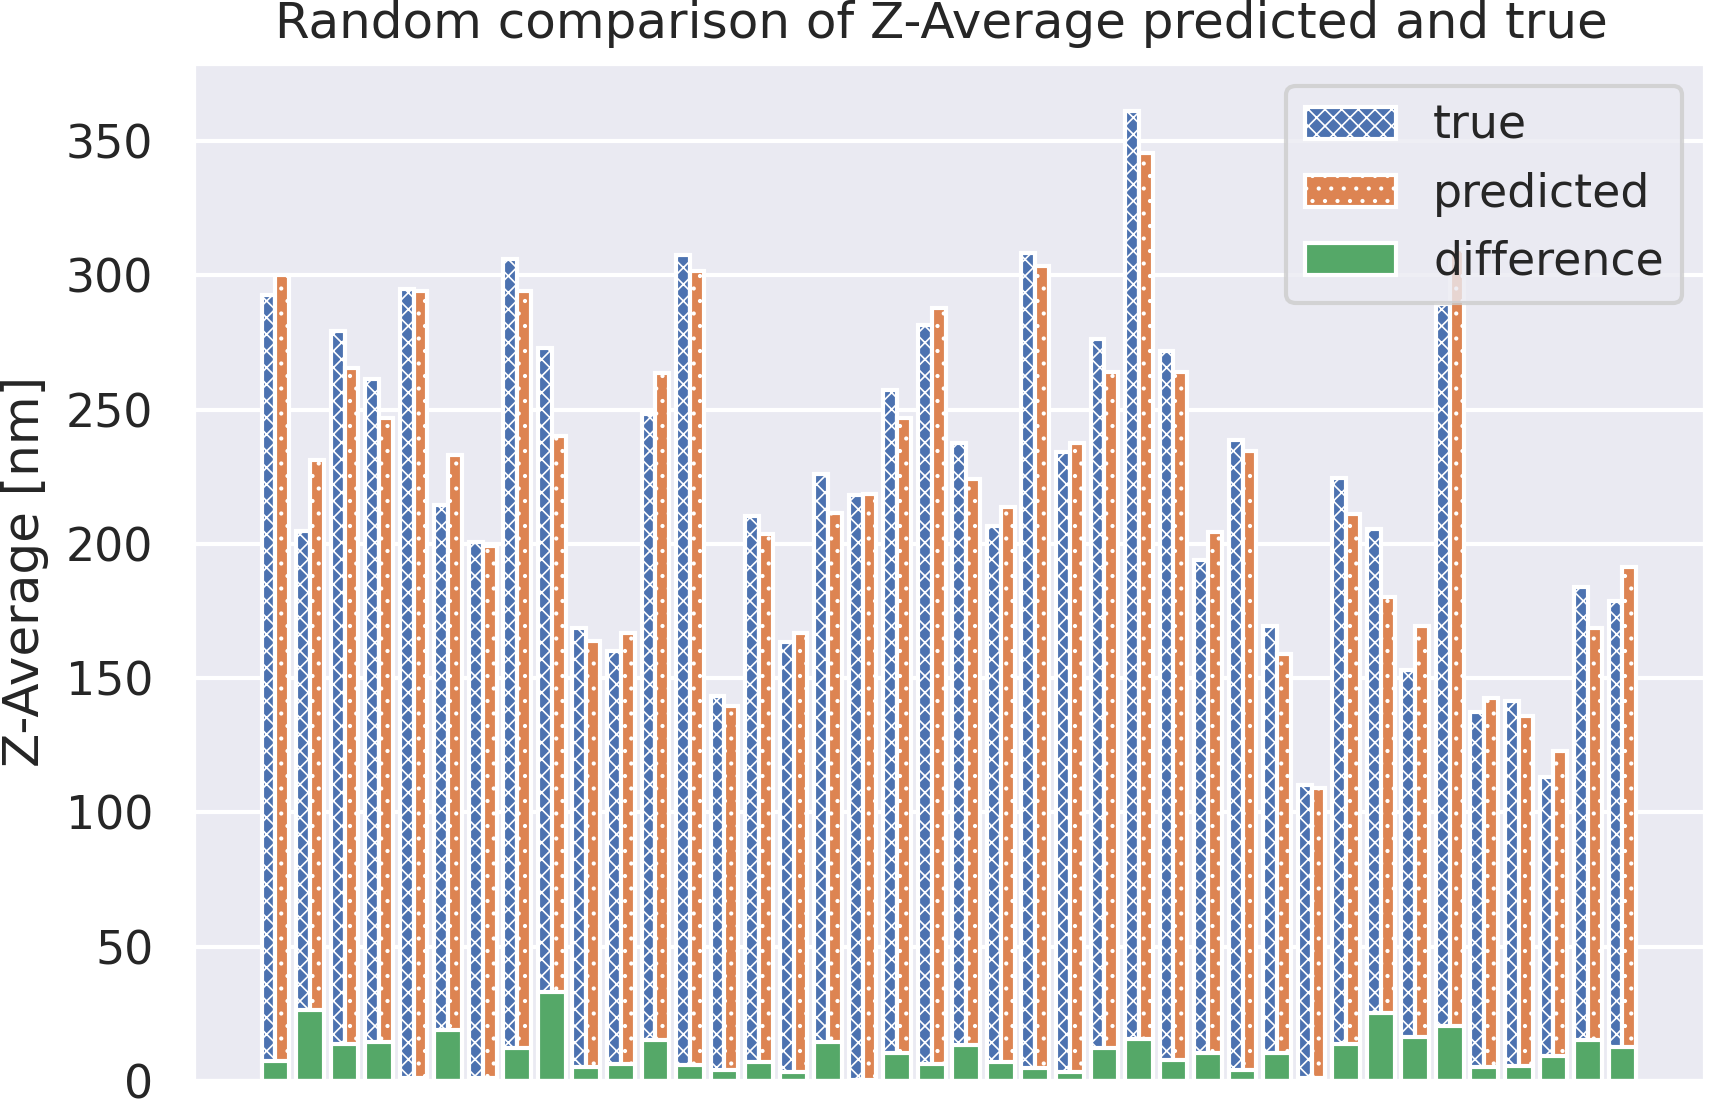 Random comparison of Z-Average predicted and true
Z-Average [nm]
350
300
250
200
150
100
50
0
true
predicted
difference